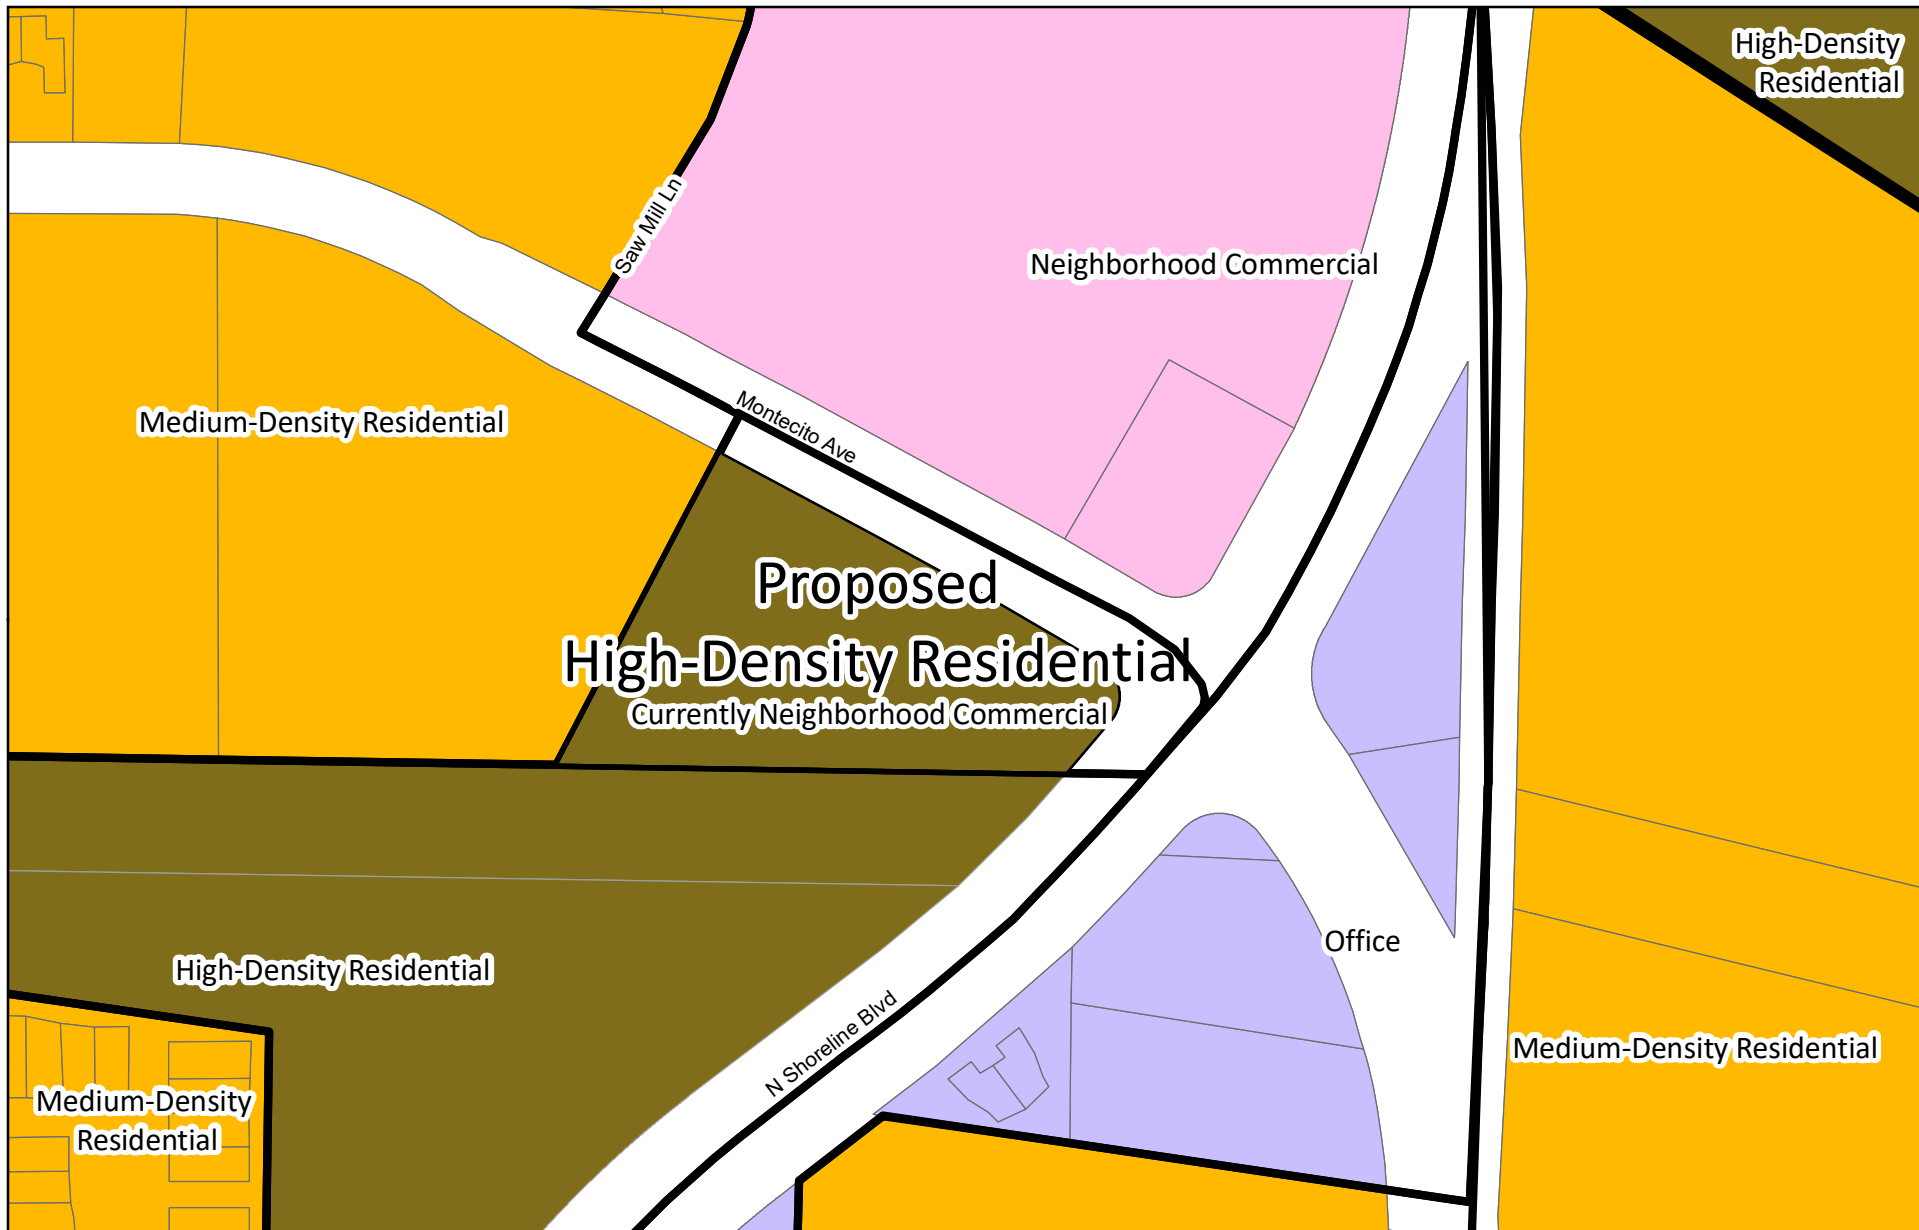 High-Density
Residential
Saw Mill Ln
Neighborhood Commercial
Medium-Density Residential
Montecito Ave
Proposed
High-Density Residential
Currently Neighborhood Commercial
Office
High-Density Residential
N Shoreline Blvd
Medium-Density Residential
Medium-Density
Residential